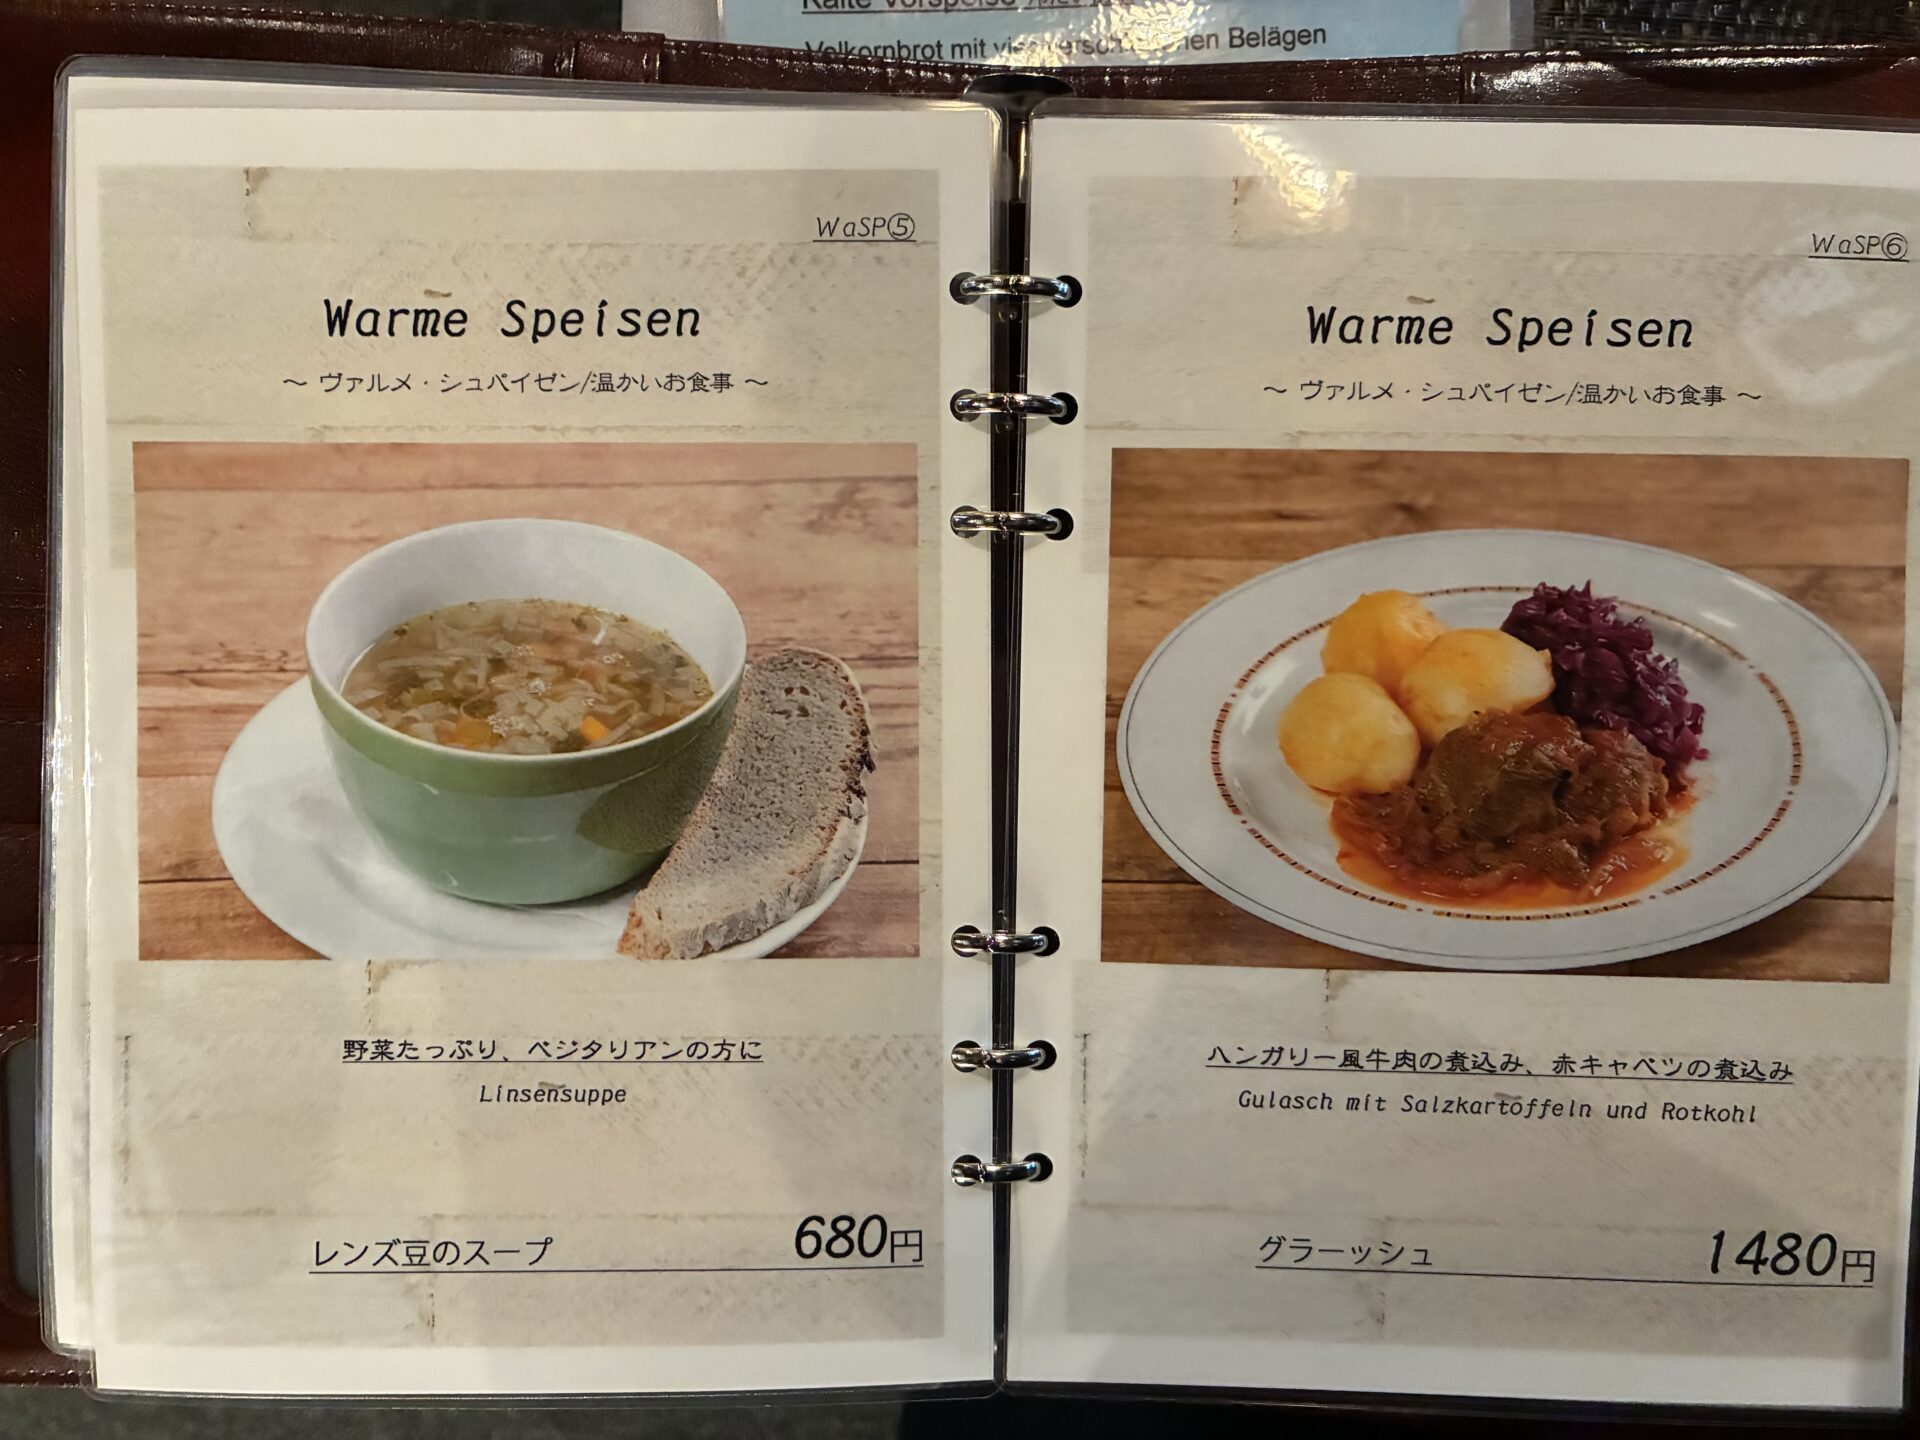 Kalte Vorspeise
Volkornbrot mit vier verschiedenen Belägen
WaSP⑤
Warme Speisen
～ ヴァルメ・シュパイゼン/温かいお食事 ～
野菜たっぷり、ベジタリアンの方に
Linsensuppe
レンズ豆のスープ 680円
WaSP⑥
Warme Speisen
～ ヴァルメ・シュパイゼン/温かいお食事 ～
ハンガリー風牛肉の煮込み、赤キャベツの煮込み
Gulasch mit Salzkartoffeln und Rotkohl
グラーッシュ 1480円